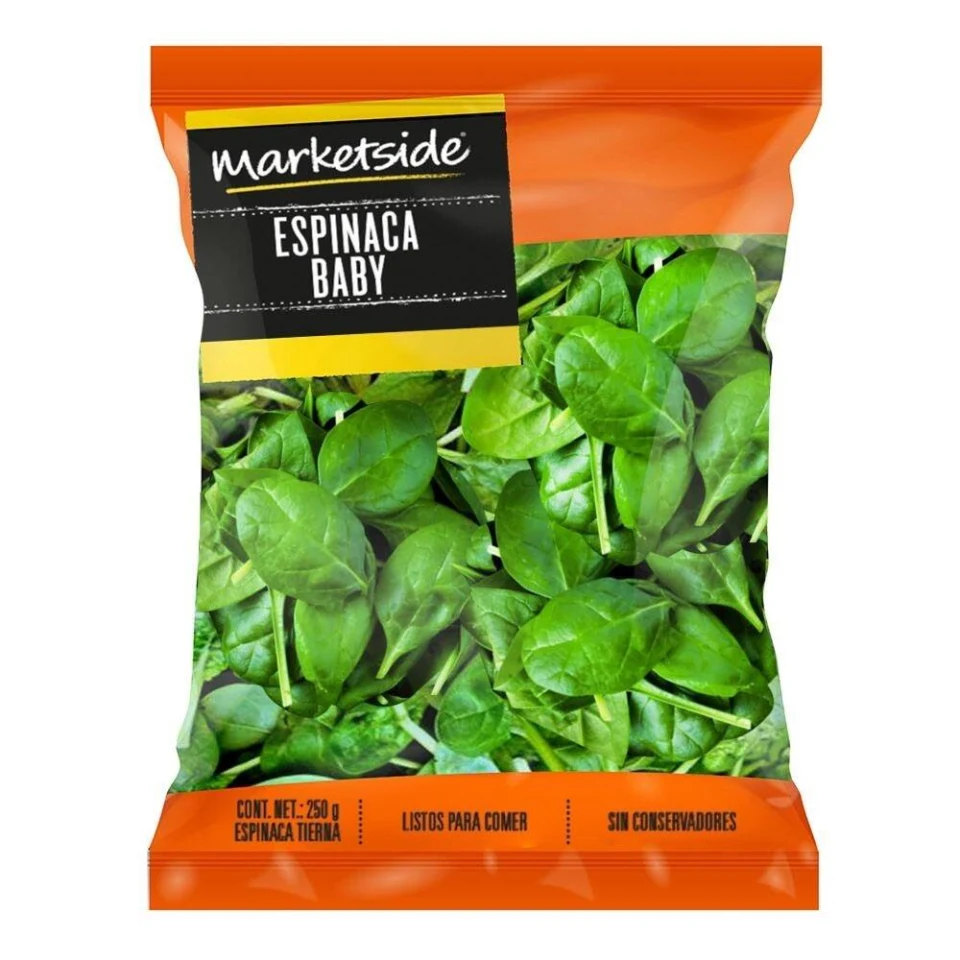 marketside
ESPINACA
BABY
CONT. NET.: 250 g
ESPINACA TIERNA
LISTOS PARA COMER
SIN CONSERVADORES